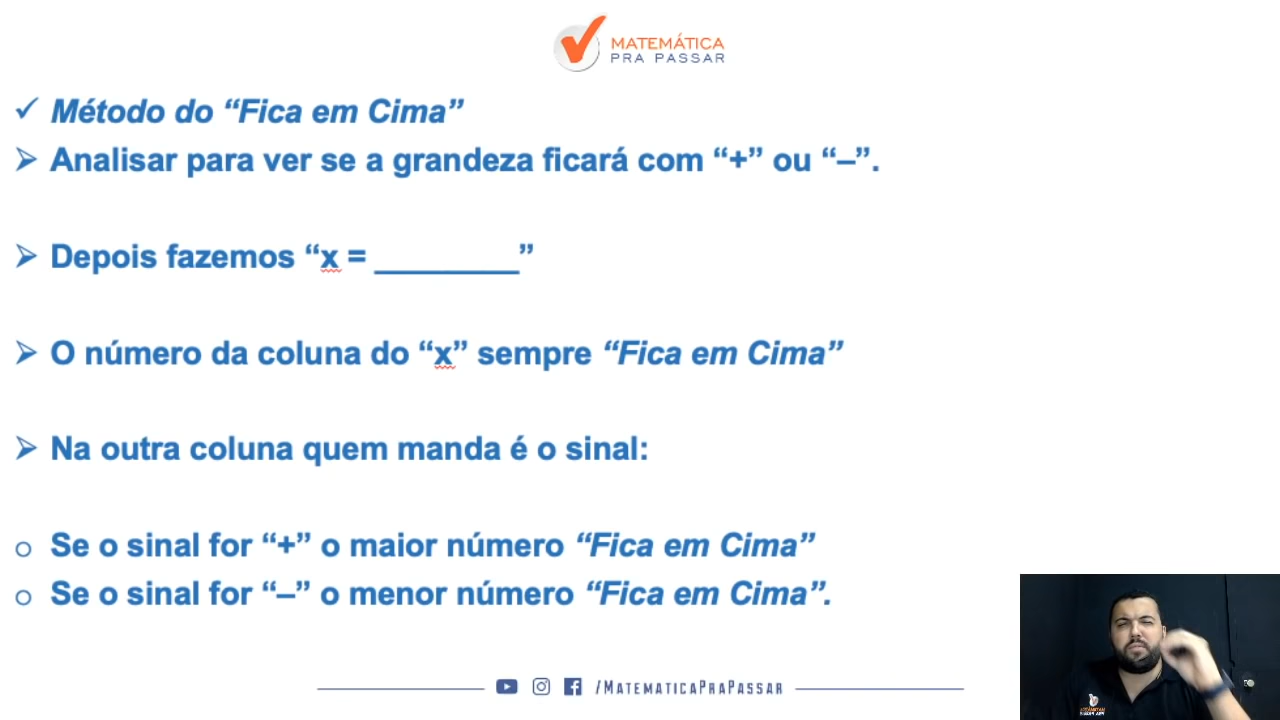 MATEMÁTICA
PRA PASSAR
Método do “Fica em Cima”
Analisar para ver se a grandeza ficará com “+” ou “–”.
Depois fazemos “x = ________”
O número da coluna do “x” sempre “Fica em Cima”
Na outra coluna quem manda é o sinal:
Se o sinal for “+” o maior número “Fica em Cima”
Se o sinal for “–” o menor número “Fica em Cima”.
/MATEMATICAPRAPASSAR